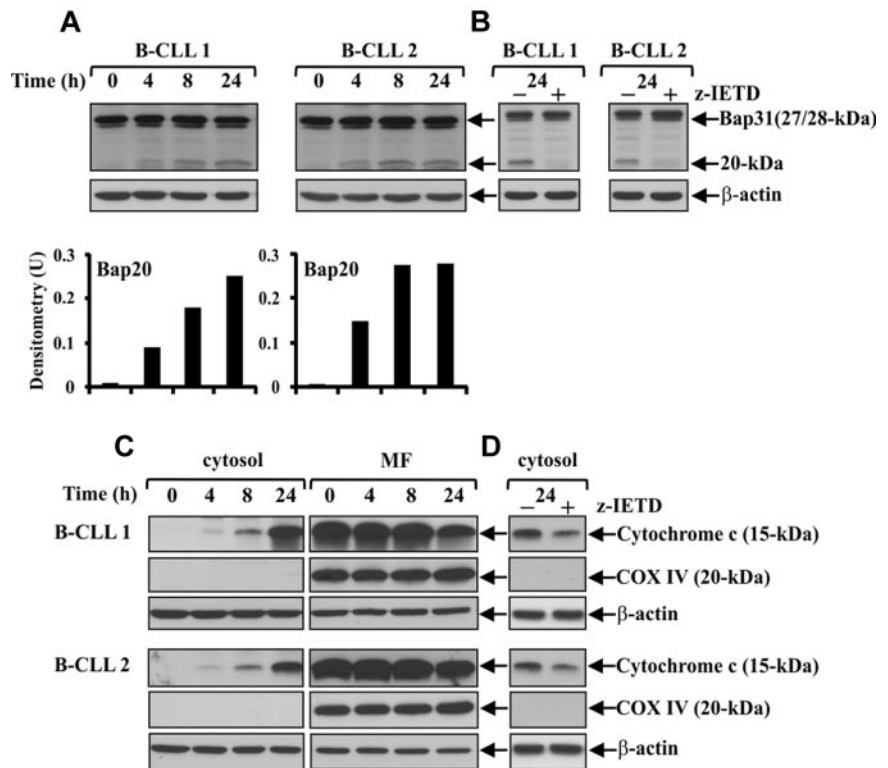 A B
B-CLL 1 B-CLL 2 B-CLL 1 B-CLL 2
Time (h) 0 4 8 24 0 4 8 24 24 24
− + − + z-IETD
Bap31(27/28-kDa)
20-kDa
β-actin
Densitometry (U)
0.3 0.3
Bap20 Bap20
0.2 0.2
0.1 0.1
0 0
C D
cytosol MF cytosol
Time (h) 0 4 8 24 0 4 8 24 24
− + z-IETD
B-CLL 1 Cytochrome c (15-kDa)
COX IV (20-kDa)
β-actin
B-CLL 2 Cytochrome c (15-kDa)
COX IV (20-kDa)
β-actin